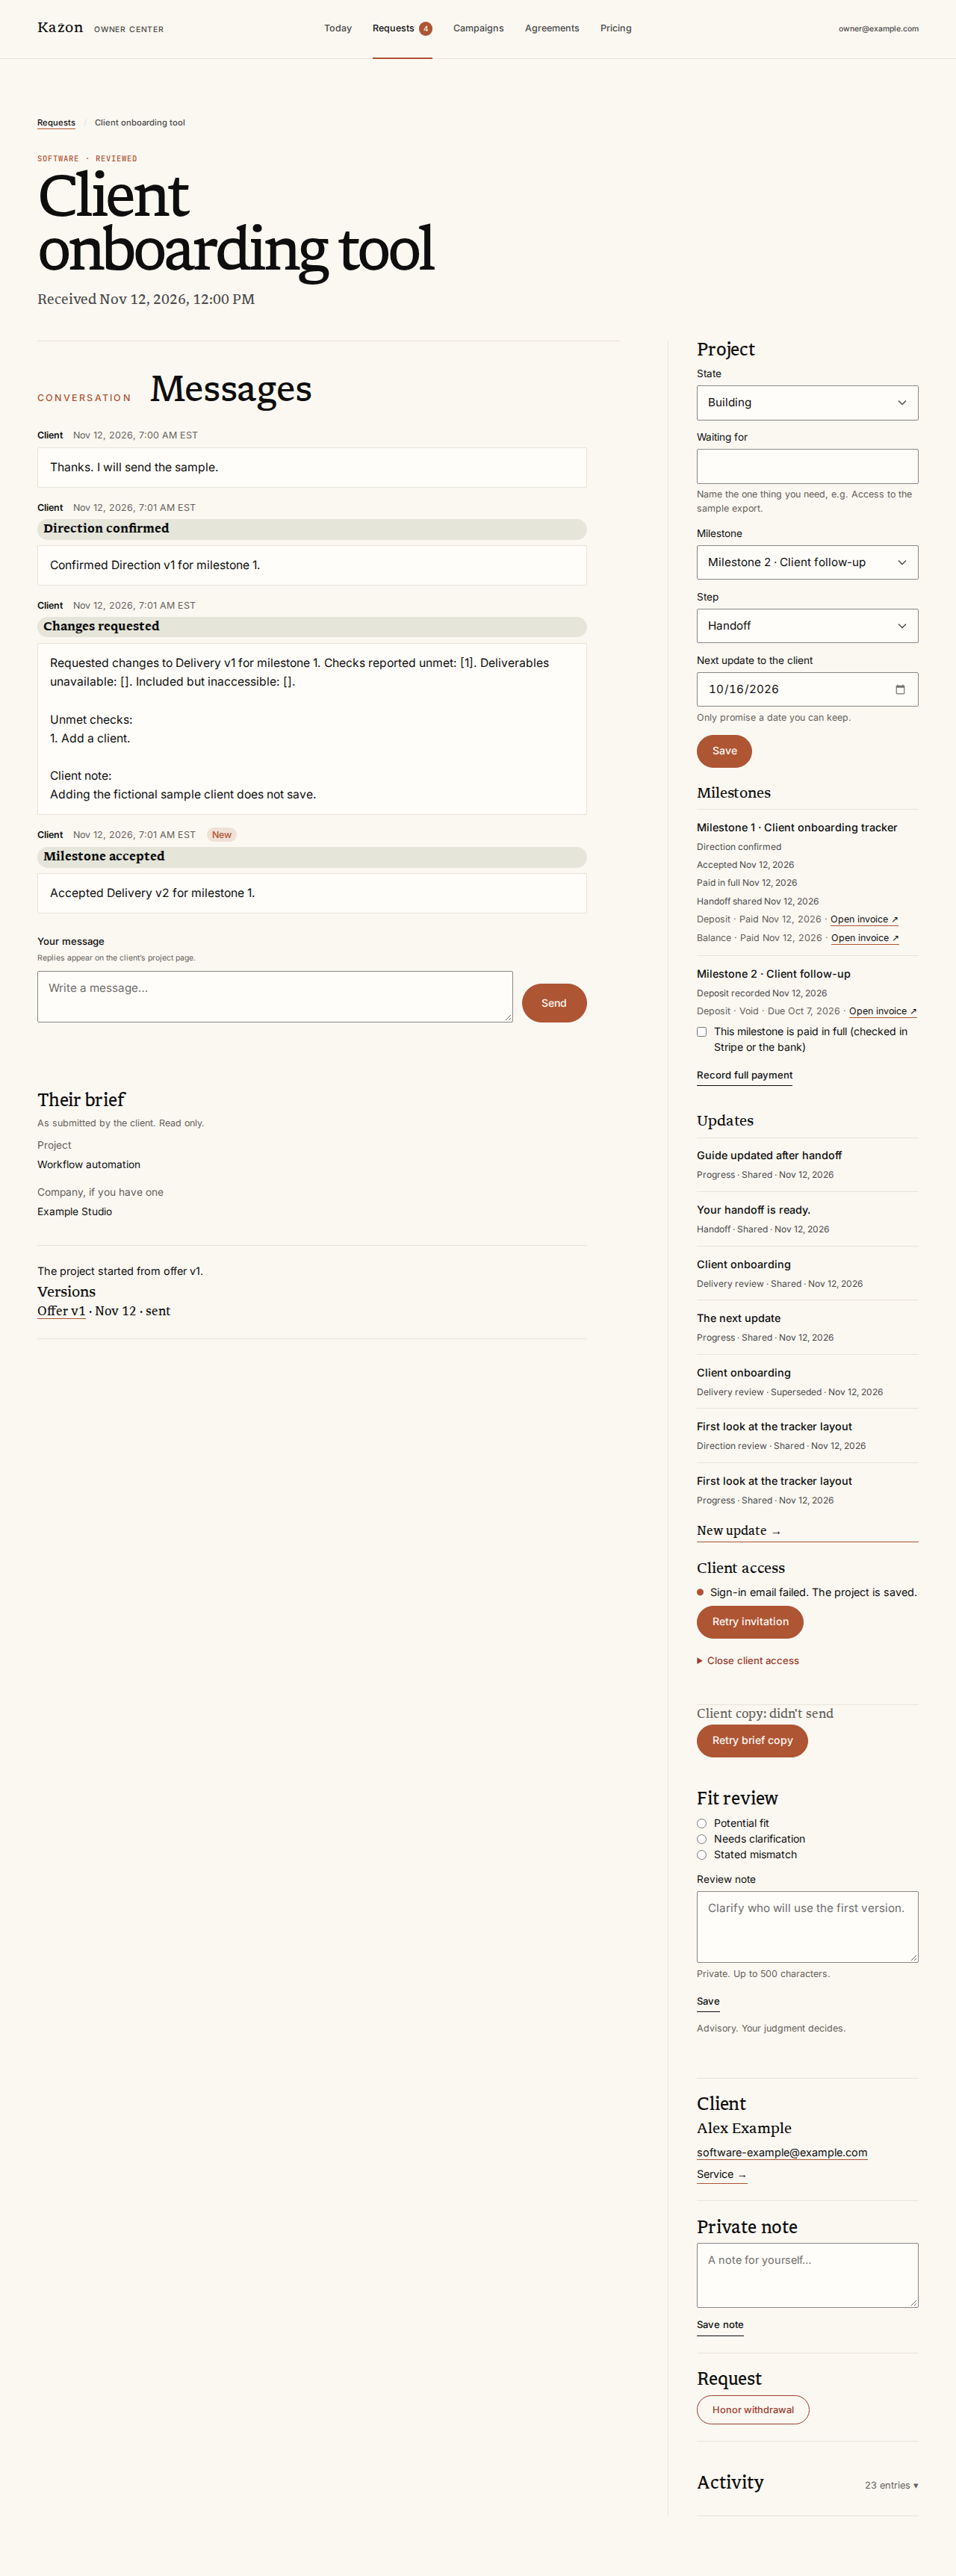 Kažon OWNER CENTER
Today
Requests 4
Campaigns
Agreements
Pricing
owner@example.com
Requests / Client onboarding tool
SOFTWARE · REVIEWED
Client
onboarding tool
Received Nov 12, 2026, 12:00 PM
CONVERSATION Messages
Client Nov 12, 2026, 7:00 AM EST
Thanks. I will send the sample.
Client Nov 12, 2026, 7:01 AM EST
Direction confirmed
Confirmed Direction v1 for milestone 1.
Client Nov 12, 2026, 7:01 AM EST
Changes requested
Requested changes to Delivery v1 for milestone 1. Checks reported unmet: [1]. Deliverables
unavailable: []. Included but inaccessible: [].
Unmet checks:
1. Add a client.
Client note:
Adding the fictional sample client does not save.
Client Nov 12, 2026, 7:01 AM EST New
Milestone accepted
Accepted Delivery v2 for milestone 1.
Your message
Replies appear on the client's project page.
Write a message...
Send
Their brief
As submitted by the client. Read only.
Project
Workflow automation
Company, if you have one
Example Studio
The project started from offer v1.
Versions
Offer v1 · Nov 12 · sent
Project
State
Building
Waiting for
Name the one thing you need, e.g. Access to the
sample export.
Milestone
Milestone 2 · Client follow-up
Step
Handoff
Next update to the client
10/16/2026
Only promise a date you can keep.
Save
Milestones
Milestone 1 · Client onboarding tracker
Direction confirmed
Accepted Nov 12, 2026
Paid in full Nov 12, 2026
Handoff shared Nov 12, 2026
Deposit · Paid Nov 12, 2026 · Open invoice ↗
Balance · Paid Nov 12, 2026 · Open invoice ↗
Milestone 2 · Client follow-up
Deposit recorded Nov 12, 2026
Deposit · Void · Due Oct 7, 2026 · Open invoice ↗
This milestone is paid in full (checked in
Stripe or the bank)
Record full payment
Updates
Guide updated after handoff
Progress · Shared · Nov 12, 2026
Your handoff is ready.
Handoff · Shared · Nov 12, 2026
Client onboarding
Delivery review · Shared · Nov 12, 2026
The next update
Progress · Shared · Nov 12, 2026
Client onboarding
Delivery review · Superseded · Nov 12, 2026
First look at the tracker layout
Direction review · Shared · Nov 12, 2026
First look at the tracker layout
Progress · Shared · Nov 12, 2026
New update →
Client access
Sign-in email failed. The project is saved.
Retry invitation
▶ Close client access
Client copy: didn't send
Retry brief copy
Fit review
Potential fit
Needs clarification
Stated mismatch
Review note
Clarify who will use the first version.
Private. Up to 500 characters.
Save
Advisory. Your judgment decides.
Client
Alex Example
software-example@example.com
Service →
Private note
A note for yourself...
Save note
Request
Honor withdrawal
Activity 23 entries ▾